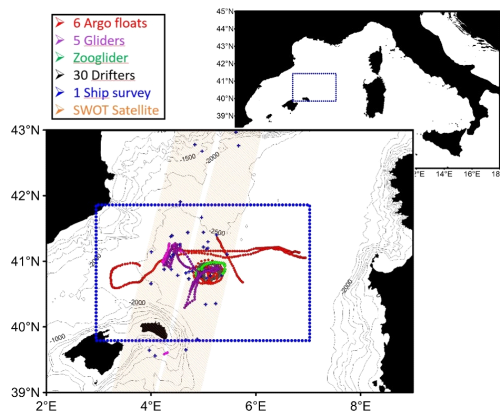 6 Argo floats
5 Gliders
Zooglider
30 Drifters
1 Ship survey
SWOT Satellite
45°N
44°N
43°N
42°N
41°N
40°N
39°N
12°E 14°E 16°E 18°E
43°N
42°N
41°N
40°N
39°N
2°E 4°E 6°E 8°E
-1500
-2000
-2500
-2000
-2000
-1000